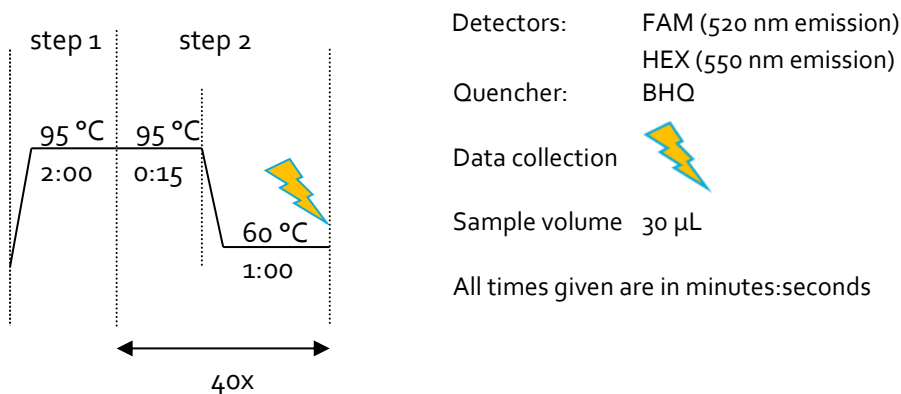 step 1
step 2
95 °C
95 °C
2:00
0:15
60 °C
1:00
40x
Detectors: FAM (520 nm emission)
HEX (550 nm emission)
Quencher: BHQ
Data collection
Sample volume 30 µL
All times given are in minutes:seconds